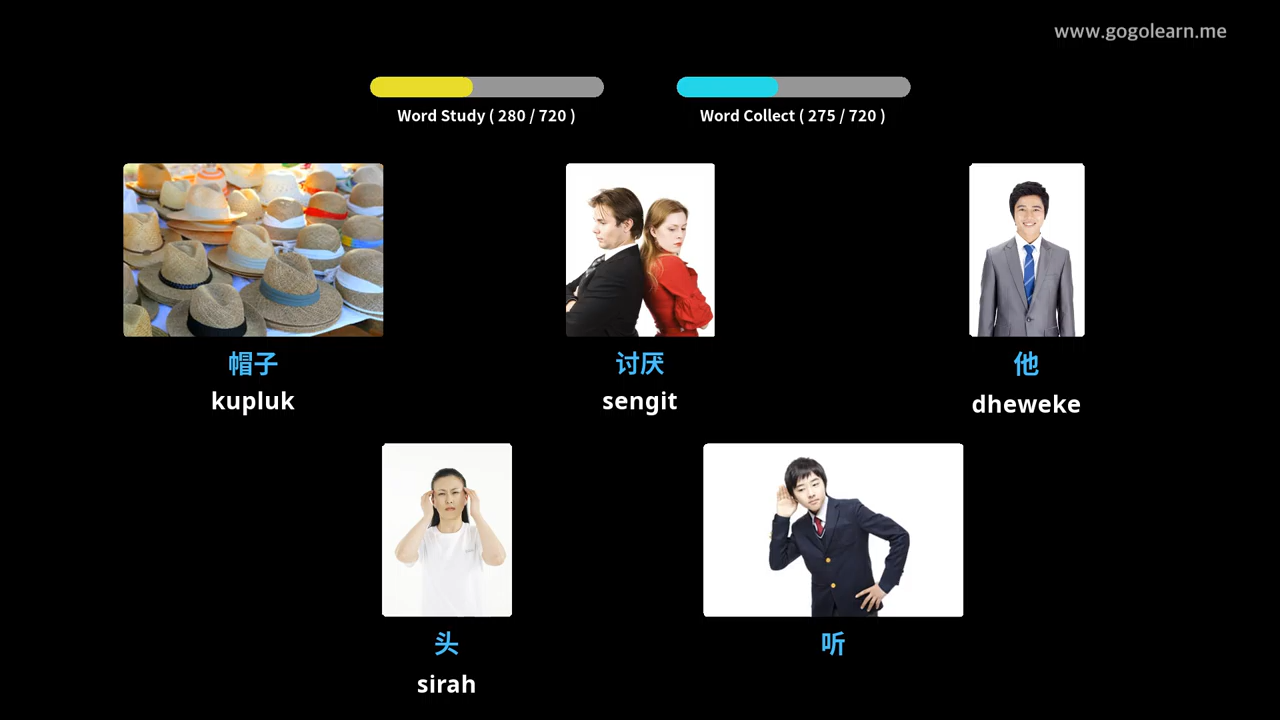 www.gogolearn.me
Word Study ( 280 / 720 )
Word Collect ( 275 / 720 )
帽子
kupluk
讨厌
sengit
他
dheweke
头
sirah
听